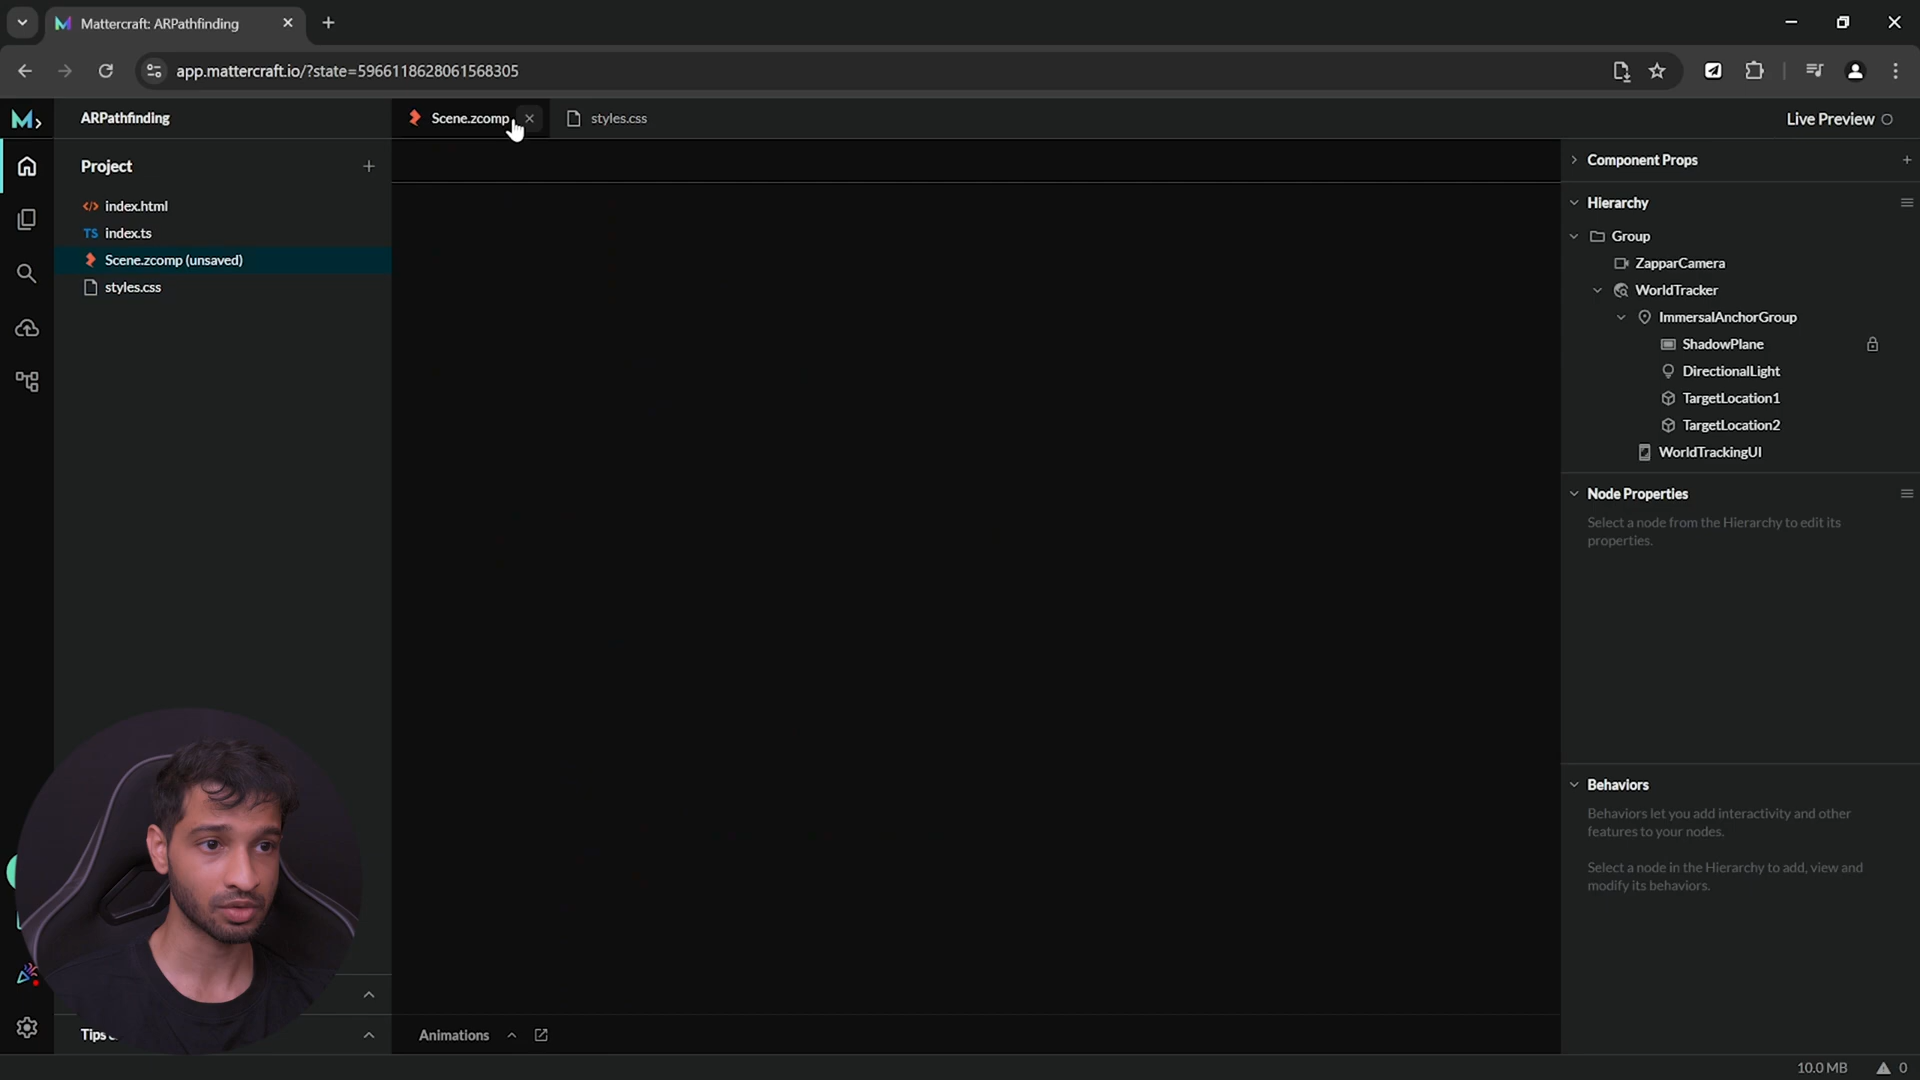 Mattercraft: ARPathfinding
app.mattercraft.io/?state=5966118628061568305
ARPathfinding
Scene.zcomp
styles.css
Live Preview
Project
index.html
TS index.ts
Scene.zcomp (unsaved)
styles.css
Component Props
Hierarchy
Group
ZapparCamera
WorldTracker
ImmersalAnchorGroup
ShadowPlane
DirectionalLight
TargetLocation1
TargetLocation2
WorldTrackingUI
Node Properties
Select a node from the Hierarchy to edit its
properties.
Behaviors
Behaviors let you add interactivity and other
features to your nodes.
Select a node in the Hierarchy to add, view and
modify its behaviors.
Tips
Animations
10.0 MB
0